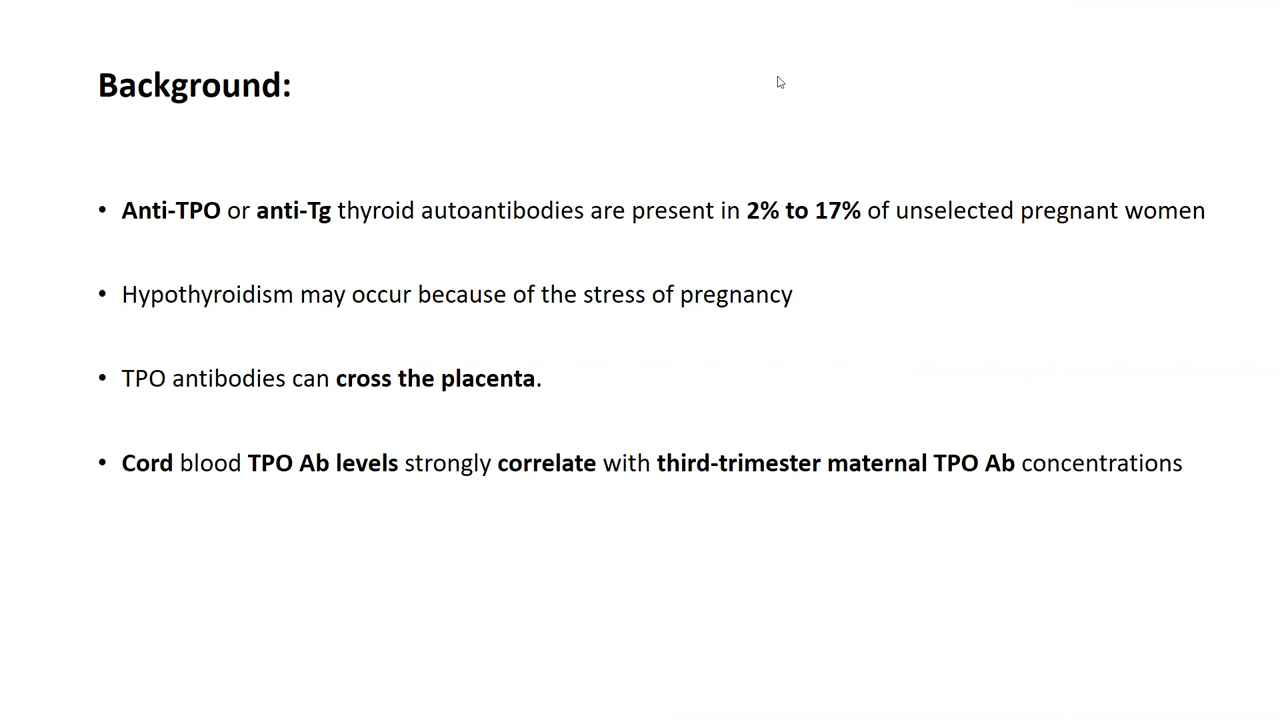 Background:
• Anti-TPO or anti-Tg thyroid autoantibodies are present in 2% to 17% of unselected pregnant women
• Hypothyroidism may occur because of the stress of pregnancy
• TPO antibodies can cross the placenta.
• Cord blood TPO Ab levels strongly correlate with third-trimester maternal TPO Ab concentrations